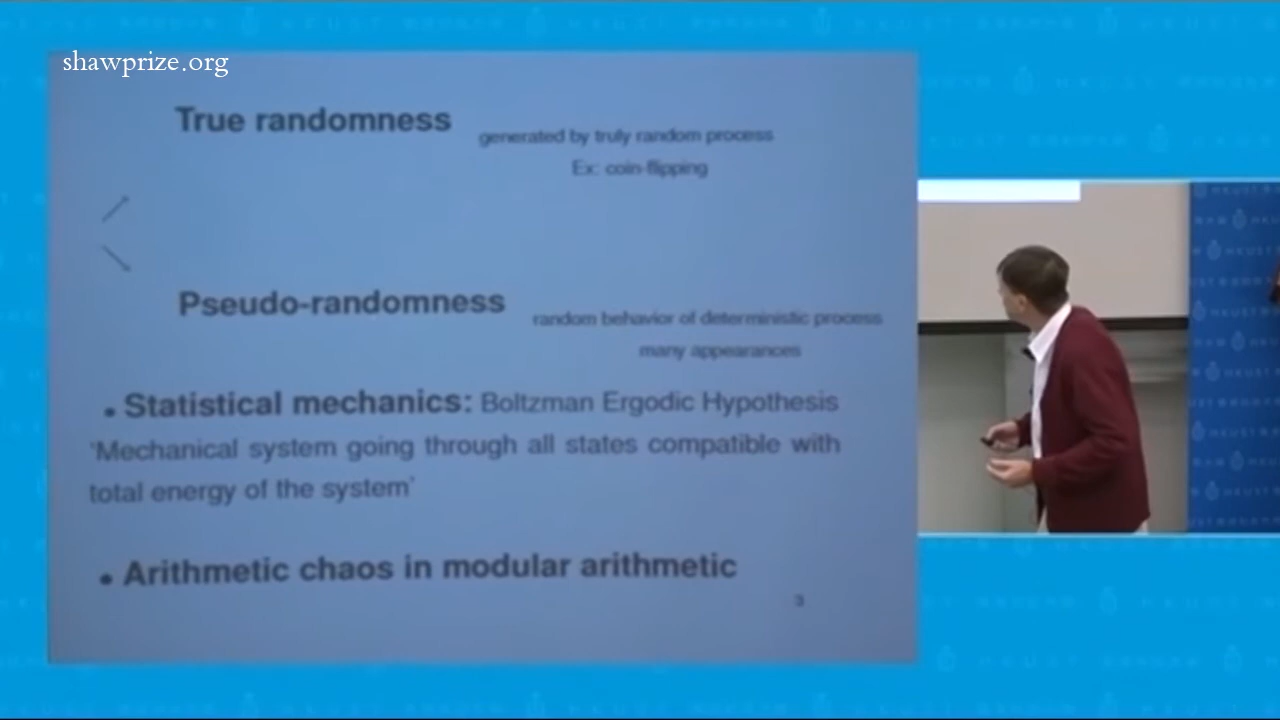 shawprize.org
True randomness
generated by truly random process
Ex: coin-flipping
Pseudo-randomness
random behavior of deterministic process
many appearances
• Statistical mechanics: Boltzman Ergodic Hypothesis
'Mechanical system going through all states compatible with
total energy of the system'
• Arithmetic chaos in modular arithmetic
3